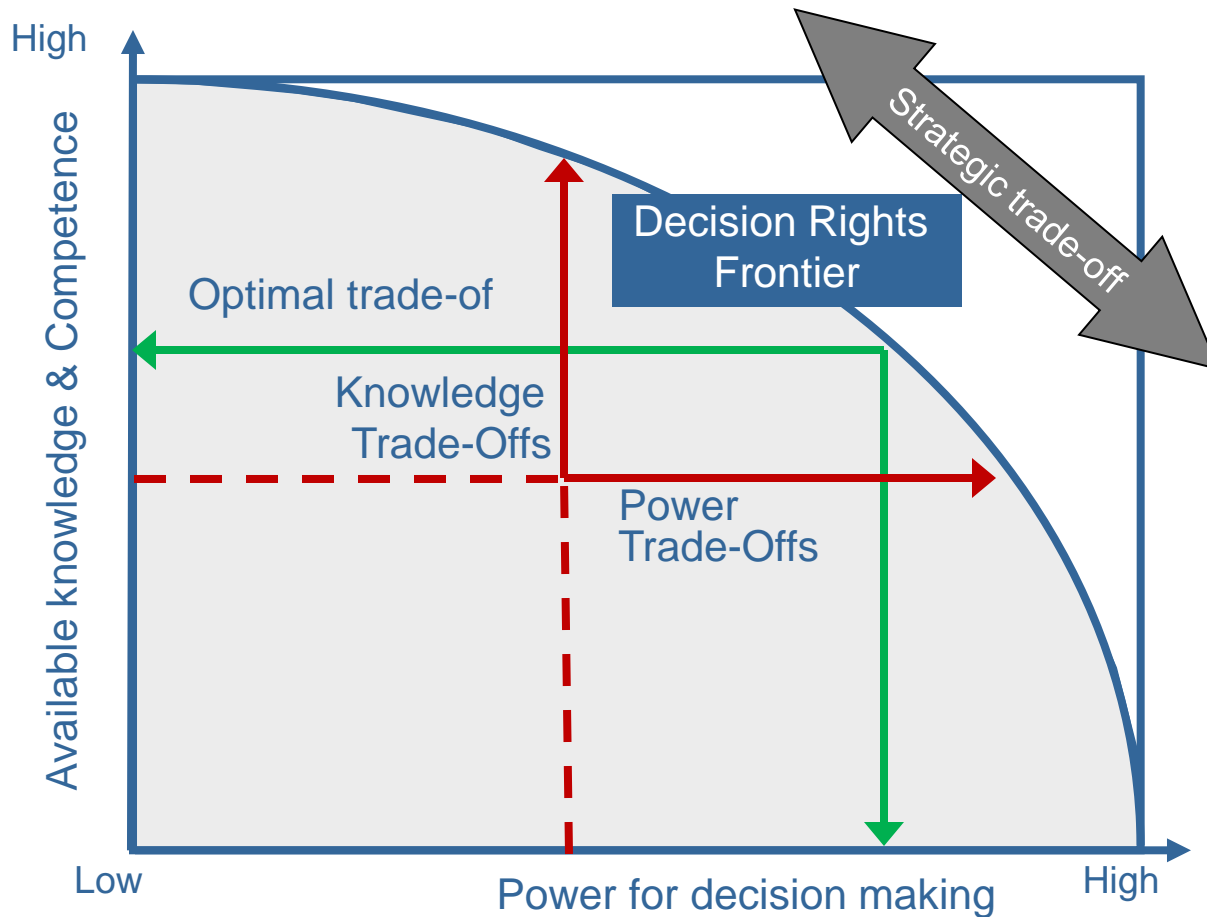 High
Strategic trade-off
Available knowledge & Competence
Decision Rights
Frontier
Optimal trade-of
Knowledge
Trade-Offs
Power
Trade-Offs
Low
Power for decision making
High